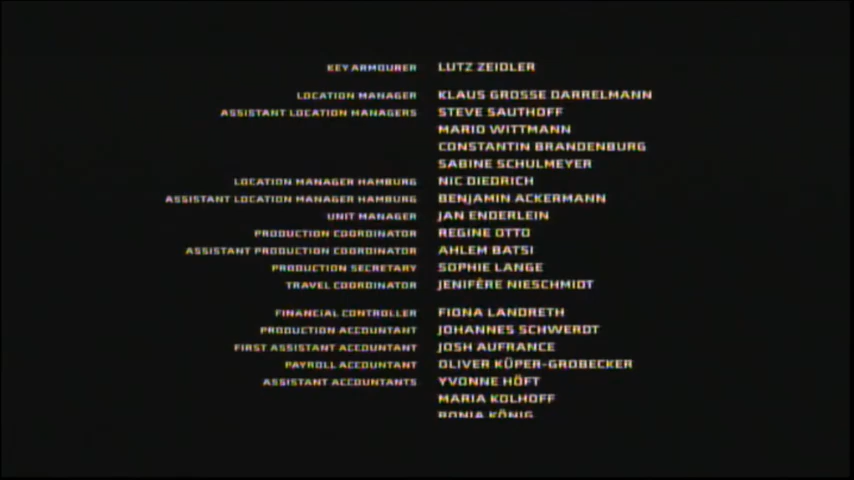 KEY ARMOURER LUTZ ZEIDLER
LOCATION MANAGER KLAUS GROSSE DARRELMANN
ASSISTANT LOCATION MANAGERS STEVE SAUTHOFF
MARIO WITTMANN
CONSTANTIN BRANDENBURG
SABINE SCHULMEYER
LOCATION MANAGER HAMBURG NIC DIEDRICH
ASSISTANT LOCATION MANAGER HAMBURG BENJAMIN ACKERMANN
UNIT MANAGER JAN ENDERLEIN
PRODUCTION COORDINATOR REGINE OTTO
ASSISTANT PRODUCTION COORDINATOR AHLEM BATSI
PRODUCTION SECRETARY SOPHIE LANGE
TRAVEL COORDINATOR JENIFÈRE NIESCHMIDT
FINANCIAL CONTROLLER FIONA LANDRETH
PRODUCTION ACCOUNTANT JOHANNES SCHWERDT
FIRST ASSISTANT ACCOUNTANT JOSH AUFRANCE
PAYROLL ACCOUNTANT OLIVER KÜPER-GROBECKER
ASSISTANT ACCOUNTANTS YVONNE HÖFT
MARIA KOLHOFF
RONJA KÖNIG